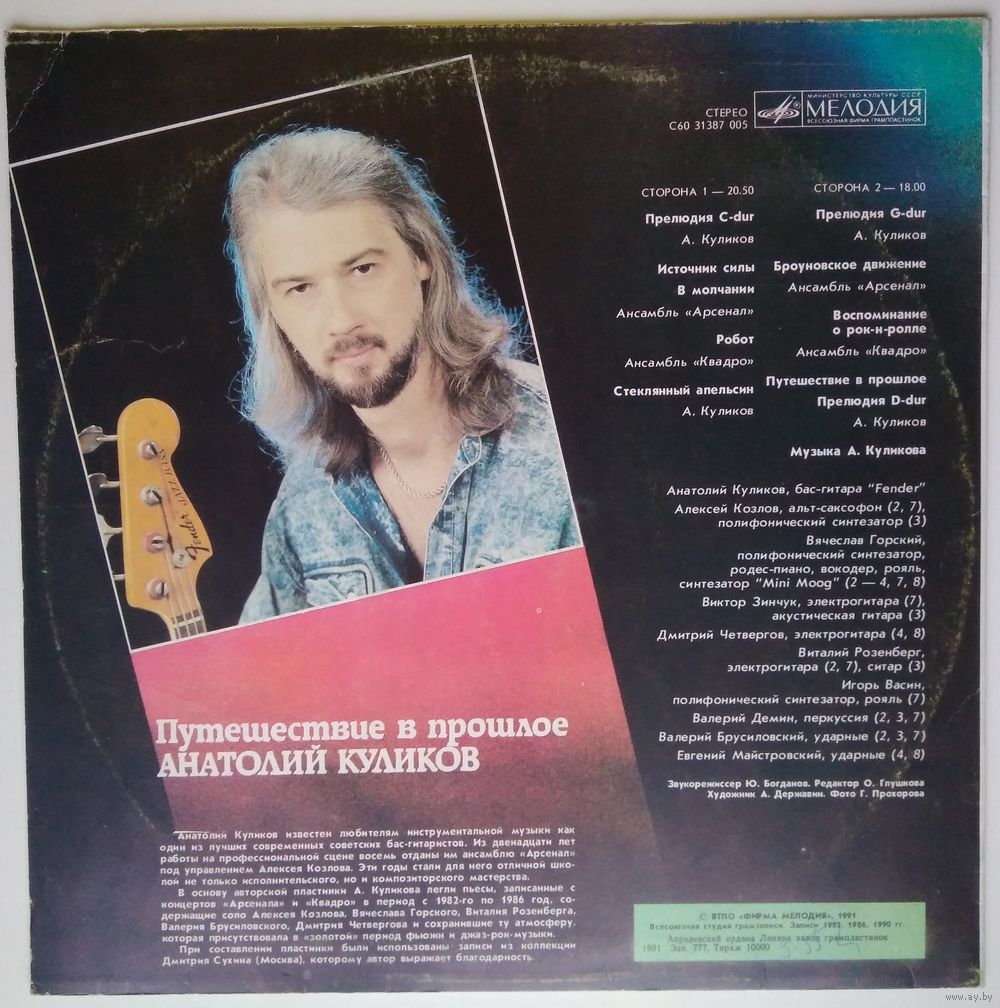 СТЕРЕО
С60 31387 005
МИНИСТЕРСТВО КУЛЬТУРЫ СССР
МЕЛОДИЯ
ВСЕСОЮЗНАЯ ФИРМА ГРАМПЛАСТИНОК
СТОРОНА 1 — 20.50
Прелюдия C-dur
А. Куликов
Источник силы
В молчании
Ансамбль «Арсенал»
Робот
Ансамбль «Квадро»
Стеклянный апельсин
А. Куликов
СТОРОНА 2 — 18.00
Прелюдия G-dur
А. Куликов
Броуновское движение
Ансамбль «Арсенал»
Воспоминание
о рок-н-ролле
Ансамбль «Квадро»
Путешествие в прошлое
Прелюдия D-dur
А. Куликов
Музыка А. Куликова
Анатолий Куликов, бас-гитара "Fender"
Алексей Козлов, альт-саксофон (2, 7),
полифонический синтезатор (3)
Вячеслав Горский,
полифонический синтезатор,
родес-пиано, вокодер, рояль,
синтезатор "Mini Moog" (2 — 4, 7, 8)
Виктор Зинчук, электрогитара (7),
акустическая гитара (3)
Дмитрий Четвергов, электрогитара (4, 8)
Виталий Розенберг,
электрогитара (2, 7), ситар (3)
Игорь Васин,
полифонический синтезатор, рояль (7)
Валерий Демин, перкуссия (2, 3, 7)
Валерий Брусиловский, ударные (2, 3, 7)
Евгений Майстровский, ударные (4, 8)
Звукорежиссер Ю. Богданов. Редактор О. Глушкова
Художник А. Державин. Фото Г. Прохорова
Fender JAZZ BASS
Путешествие в прошлое
АНАТОЛИЙ КУЛИКОВ
Анатолий Куликов известен любителям инструментальной музыки как
один из лучших современных советских бас-гитаристов. Из двенадцати лет
работы на профессиональной сцене восемь отданы им ансамблю «Арсенал»
под управлением Алексея Козлова. Эти годы стали для него отличной шко-
лой не только исполнительского, но и композиторского мастерства.
В основу авторской пластинки А. Куликова легли пьесы, записанные с
концертов «Арсенала» и «Квадро» в период с 1982-го по 1986 год, со-
держащие соло Алексея Козлова, Вячеслава Горского, Виталия Розенберга,
Валерия Брусиловского, Дмитрия Четвергова и сохранившие ту атмосферу,
которая присутствовала в «золотой» период фьюжн и джаз-рок-музыки.
При составлении пластинки были использованы записи из коллекции
Дмитрия Сухина (Москва), которому автор выражает благодарность.
© ВТПО «ФИРМА МЕЛОДИЯ», 1991
Всесоюзная студия грамзаписи. Записи 1982, 1986, 1990 гг.
Апрелевский ордена Ленина завод грампластинок
1991 Зак. 777, Тираж 10000
www.ay.by